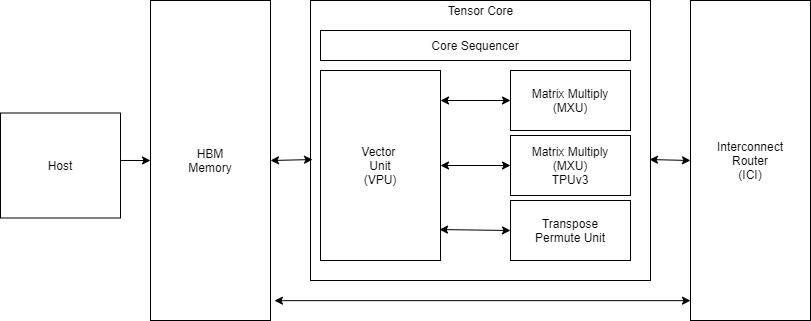 Tensor Core
Core Sequencer
Host
HBM
Memory
Vector
Unit
(VPU)
Matrix Multiply
(MXU)
Matrix Multiply
(MXU)
TPUv3
Transpose
Permute Unit
Interconnect
Router
(ICI)